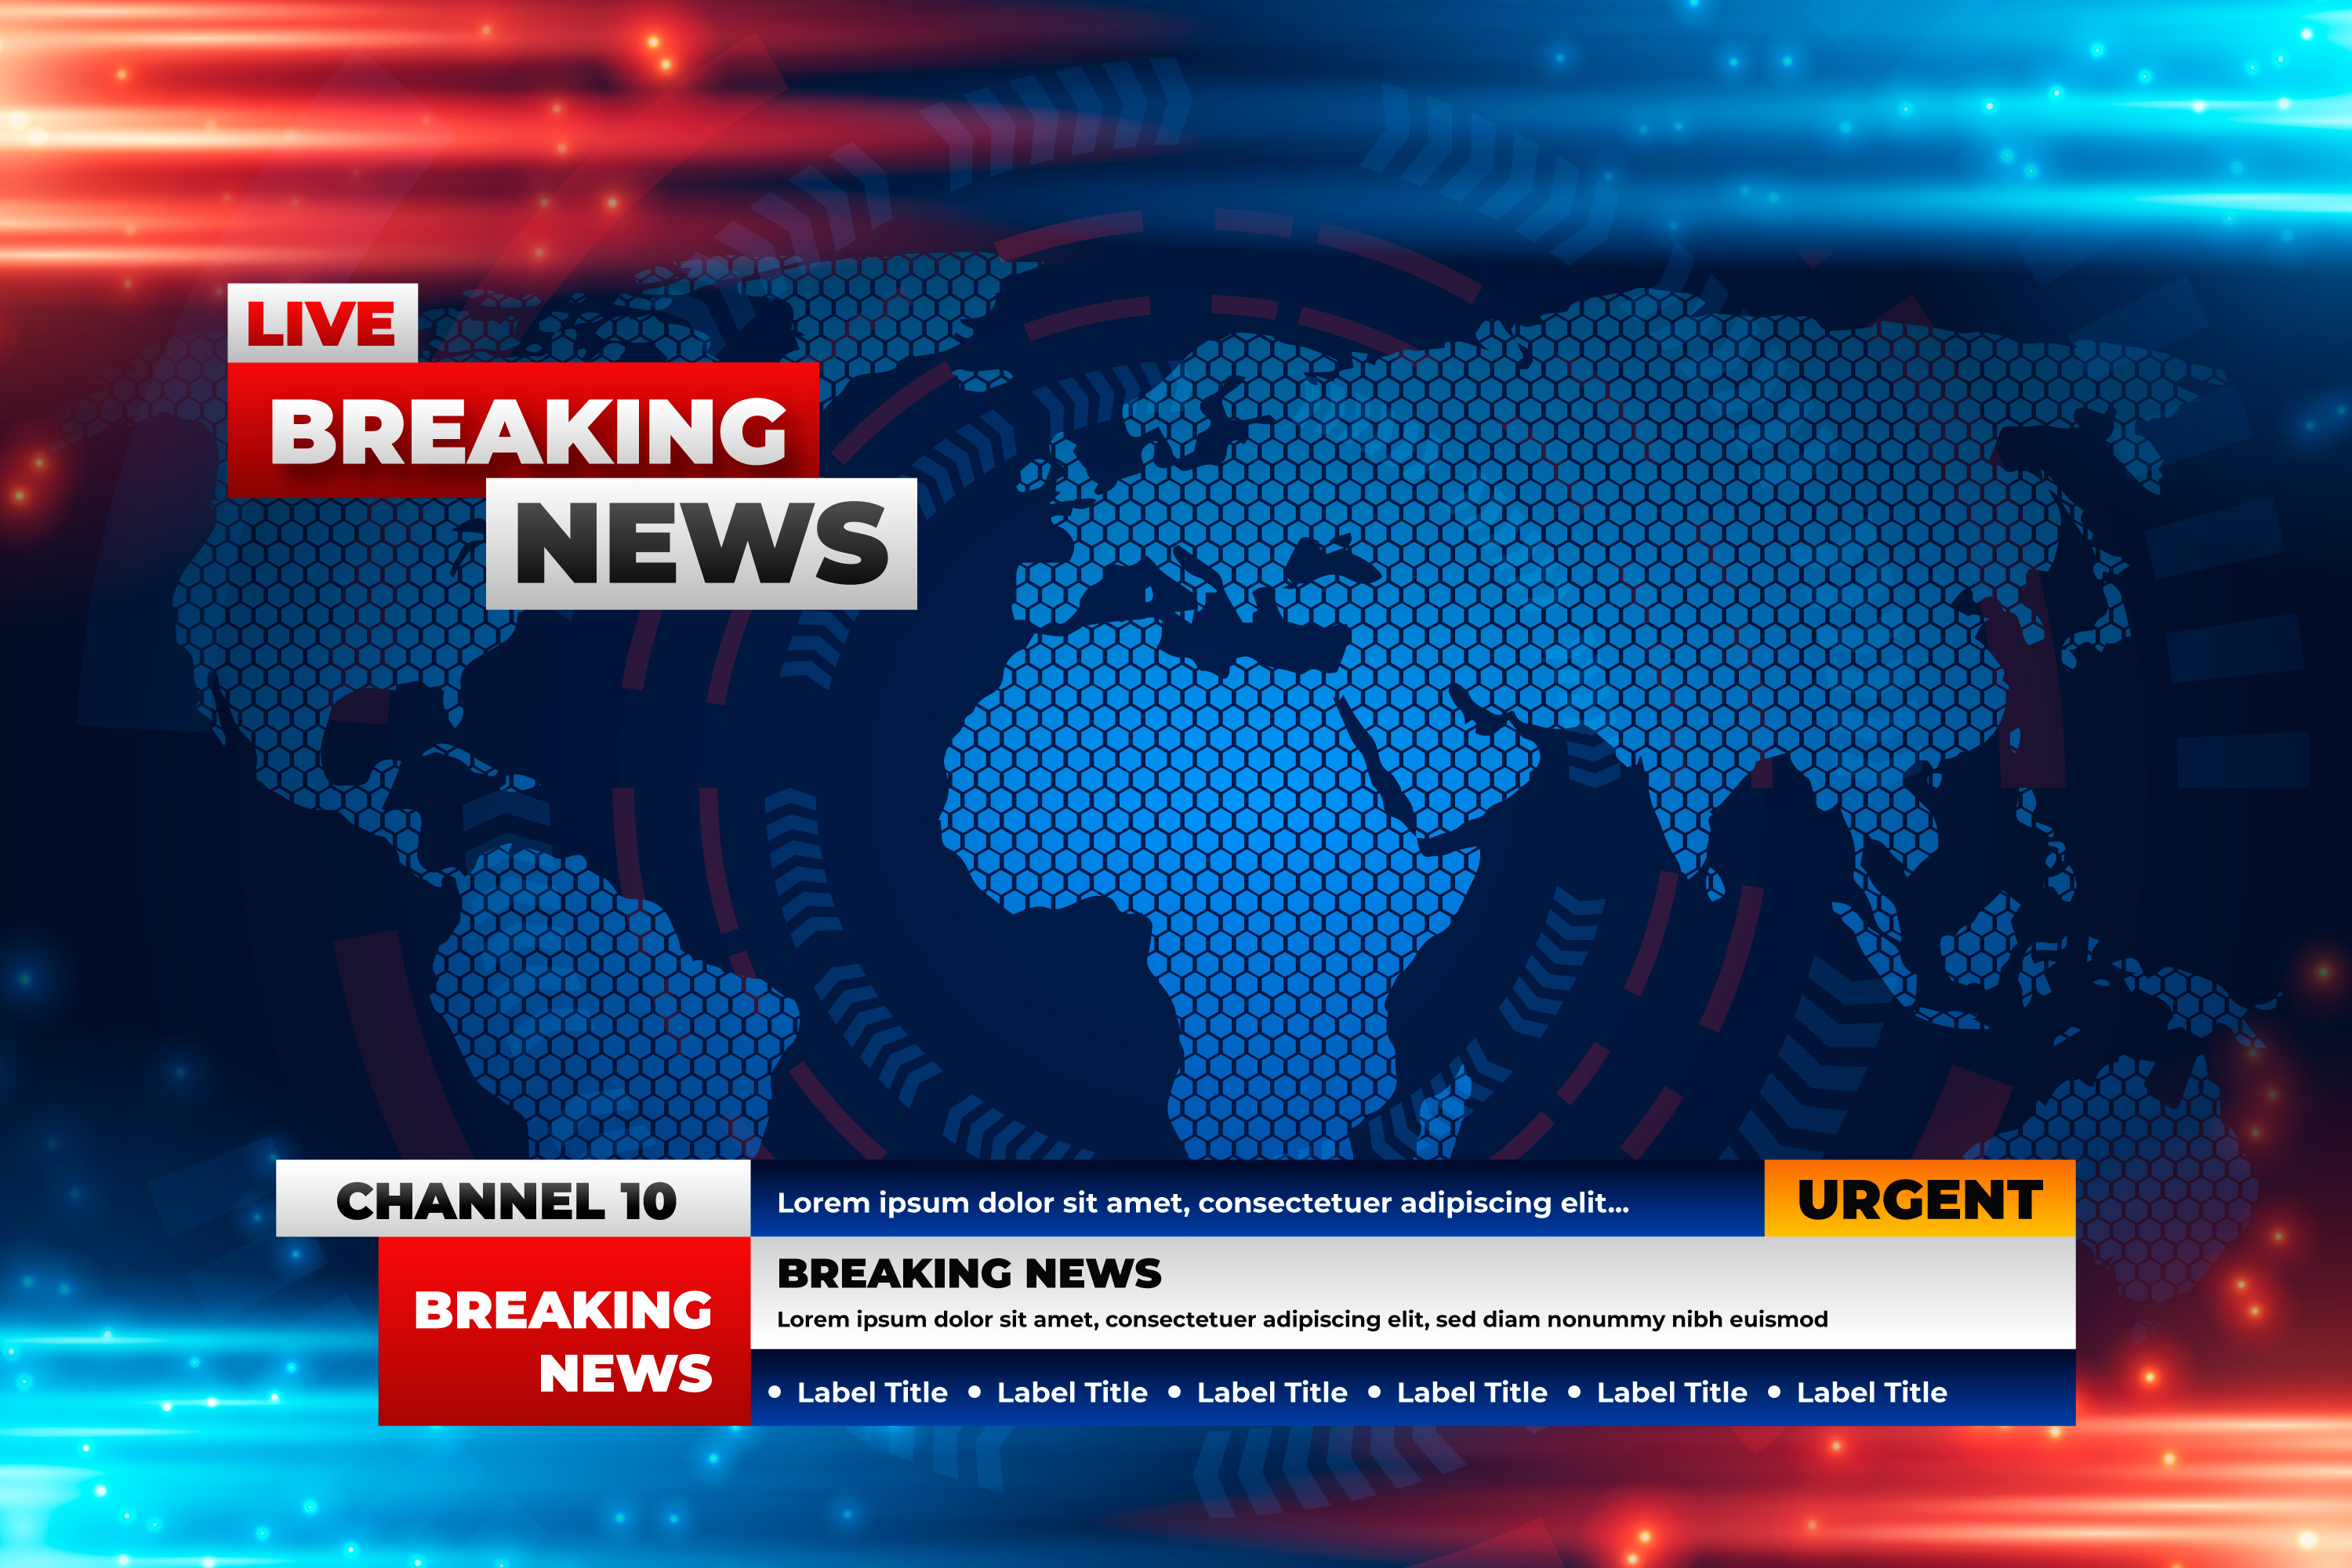 LIVE
BREAKING
NEWS
CHANNEL 10
Lorem ipsum dolor sit amet, consectetuer adipiscing elit...
URGENT
BREAKING
NEWS
BREAKING NEWS
Lorem ipsum dolor sit amet, consectetuer adipiscing elit, sed diam nonummy nibh euismod
• Label Title • Label Title • Label Title • Label Title • Label Title • Label Title